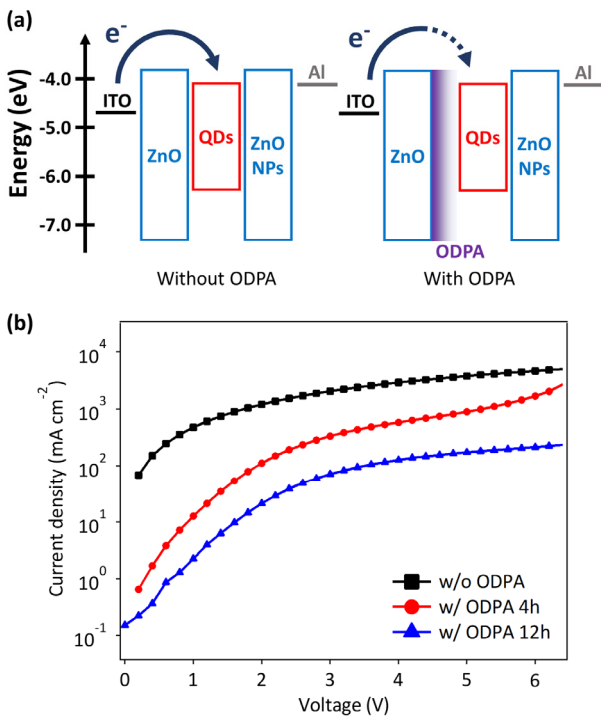 (a)
Energy (eV)
-4.0
-5.0
-6.0
-7.0
e-
ITO
ZnO
QDs
ZnO
NPs
Al
Without ODPA
e-
ITO
ZnO
ODPA
QDs
ZnO
NPs
Al
With ODPA
(b)
Current density (mA cm-2)
10^4
10^3
10^2
10^1
10^0
10^-1
w/o ODPA
w/ ODPA 4h
w/ ODPA 12h
0 1 2 3 4 5 6
Voltage (V)